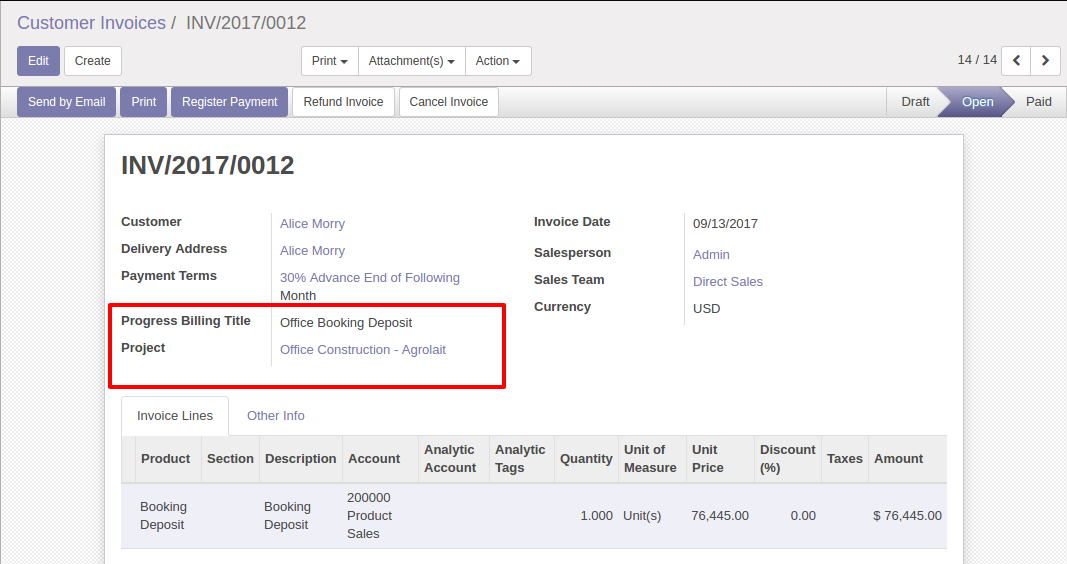 Customer Invoices / INV/2017/0012
Edit Create Print Attachment(s) Action 14 / 14
Send by Email Print Register Payment Refund Invoice Cancel Invoice Draft Open Paid
INV/2017/0012
Customer Alice Morry Invoice Date 09/13/2017
Delivery Address Alice Morry Salesperson Admin
Payment Terms 30% Advance End of Following Sales Team Direct Sales
Month Currency USD
Progress Billing Title Office Booking Deposit
Project Office Construction - Agrolait
Invoice Lines Other Info
Product Section Description Account Analytic Account Analytic Tags Quantity Unit of Measure Unit Price Discount (%) Taxes Amount
Booking Deposit Booking Deposit 200000 Product Sales 1.000 Unit(s) 76,445.00 0.00 $ 76,445.00